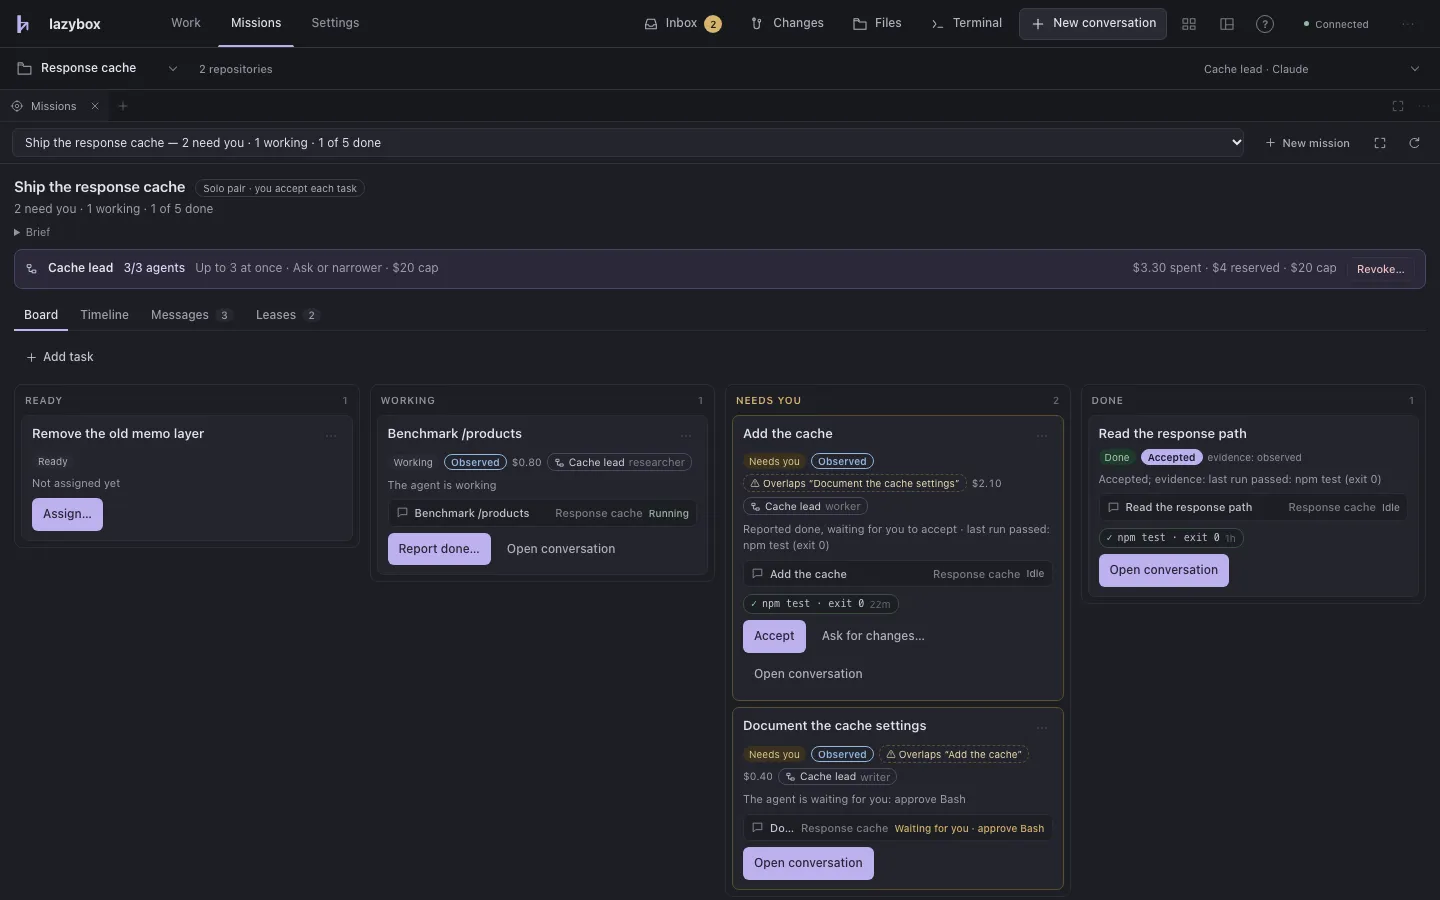 lazybox
Work Missions Settings
Inbox 2 Changes Files Terminal + New conversation ? Connected ...
Response cache 2 repositories Cache lead · Claude
Missions × +
Ship the response cache — 2 need you · 1 working · 1 of 5 done + New mission
Ship the response cache Solo pair · you accept each task
2 need you · 1 working · 1 of 5 done
Brief
Cache lead 3/3 agents Up to 3 at once · Ask or narrower · $20 cap $3.30 spent · $4 reserved · $20 cap Revoke...
Board Timeline Messages 3 Leases 2
+ Add task
READY 1
Remove the old memo layer ...
Ready
Not assigned yet
Assign...
WORKING 1
Benchmark /products ...
Working Observed $0.80 Cache lead researcher
The agent is working
Benchmark /products Response cache Running
Report done... Open conversation
NEEDS YOU 2
Add the cache ...
Needs you Observed
⚠ Overlaps “Document the cache settings” $2.10
Cache lead worker
Reported done, waiting for you to accept · last run passed:
npm test (exit 0)
Add the cache Response cache Idle
✓ npm test · exit 0 22m
Accept Ask for changes...
Open conversation
Document the cache settings ...
Needs you Observed ⚠ Overlaps “Add the cache”
$0.40 Cache lead writer
The agent is waiting for you: approve Bash
Do... Response cache Waiting for you · approve Bash
Open conversation
DONE 1
Read the response path ...
Done Accepted evidence: observed
Accepted; evidence: last run passed: npm test (exit 0)
Read the response path Response cache Idle
✓ npm test · exit 0 1h
Open conversation